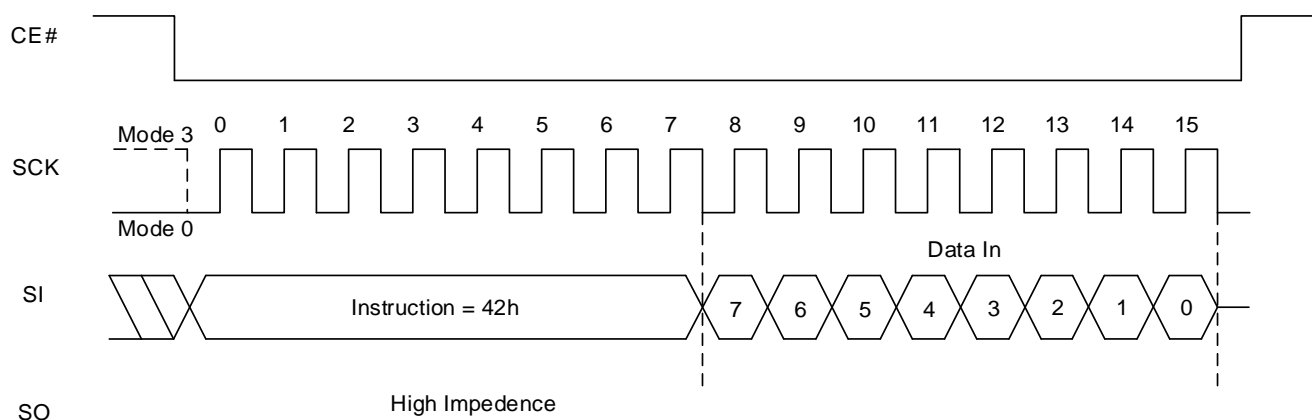 CE#
SCK
Mode 3
0 1 2 3 4 5 6 7 8 9 10 11 12 13 14 15
Mode 0
Data In
SI
Instruction = 42h
7 6 5 4 3 2 1 0
SO
High Impedence